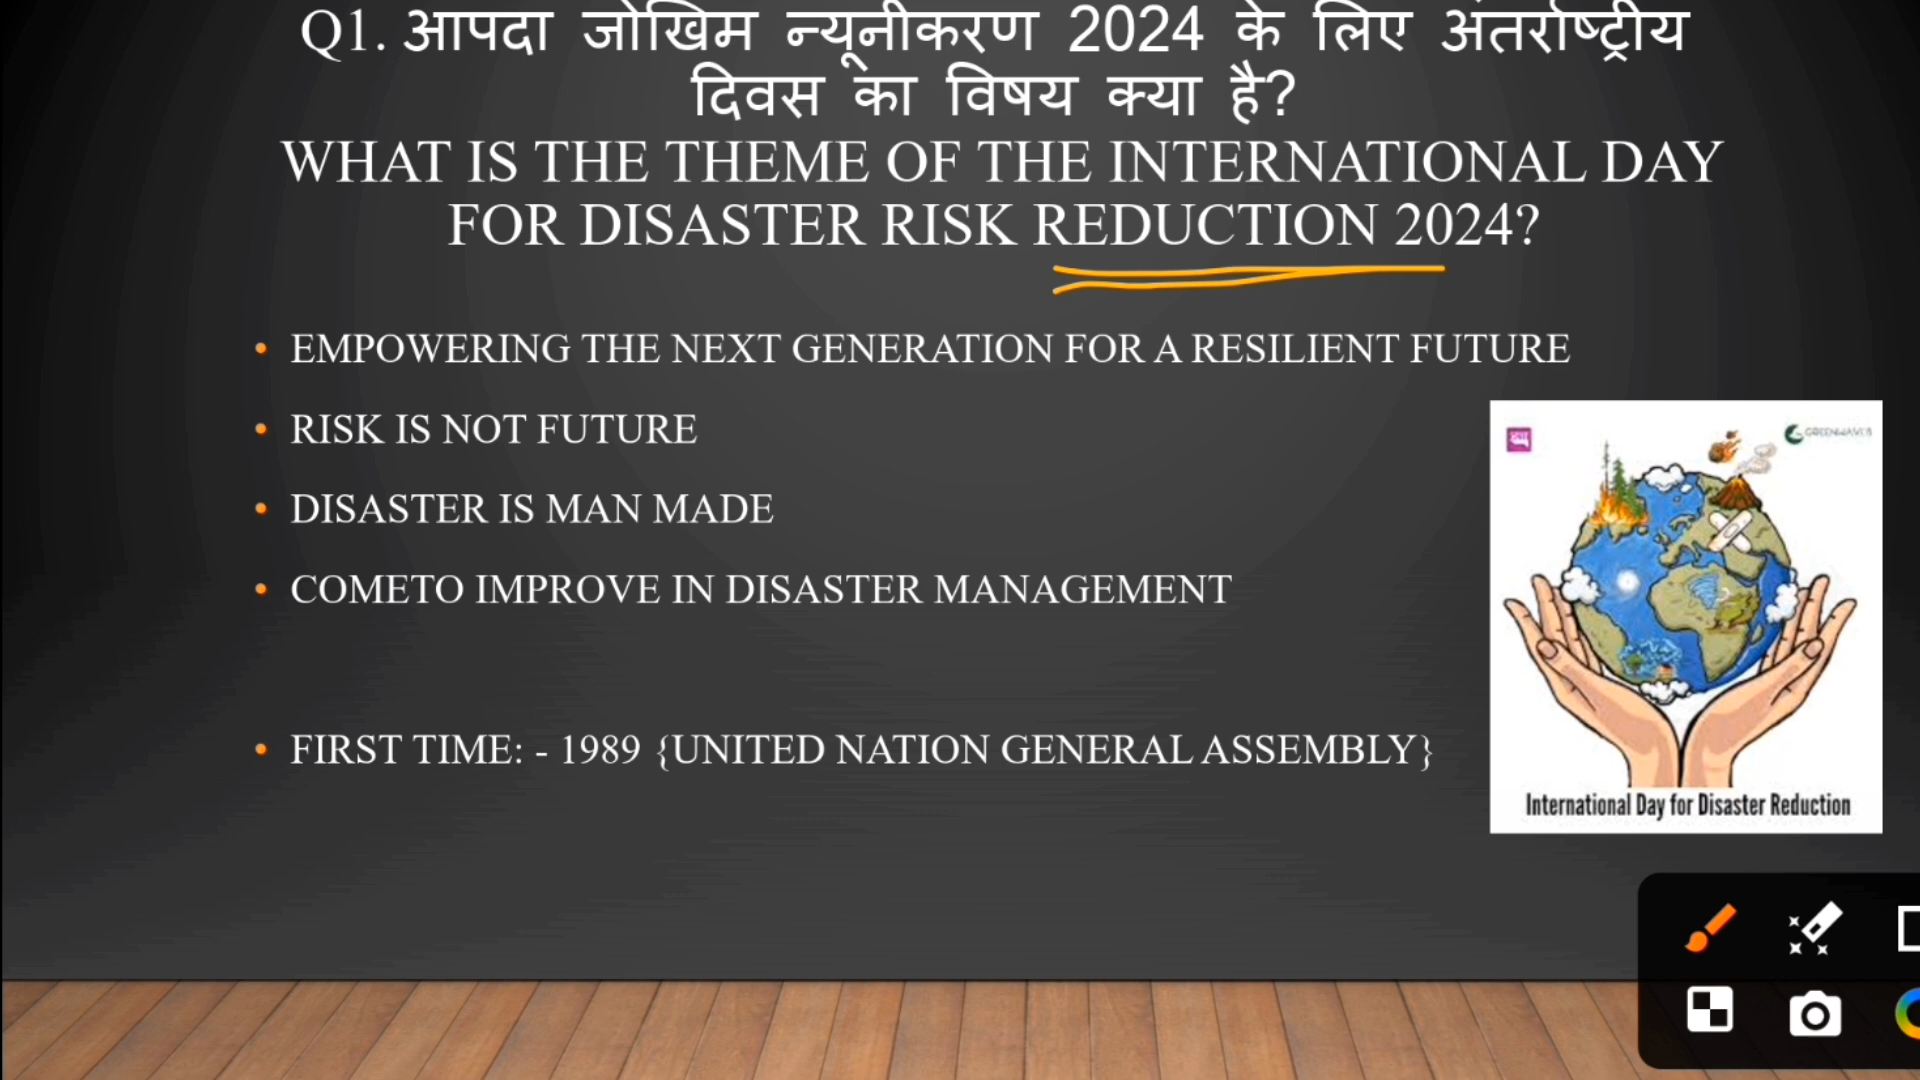 Q1. आपदा जोखिम न्यूनीकरण 2024 के लिए अंतर्राष्ट्रीय
दिवस का विषय क्या है?
WHAT IS THE THEME OF THE INTERNATIONAL DAY
FOR DISASTER RISK REDUCTION 2024?
• EMPOWERING THE NEXT GENERATION FOR A RESILIENT FUTURE
• RISK IS NOT FUTURE
• DISASTER IS MAN MADE
• COMETO IMPROVE IN DISASTER MANAGEMENT
• FIRST TIME: - 1989 {UNITED NATION GENERAL ASSEMBLY}
GREENWAVES
International Day for Disaster Reduction